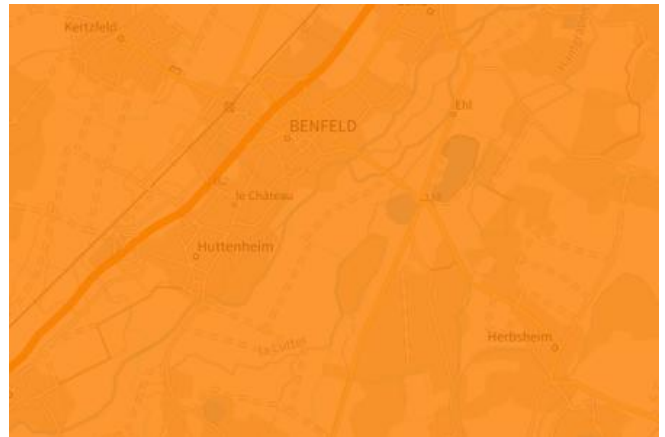 Kertzfeld
Ehl
BENFELD
le Château
Huttenheim
la Lutter
Herbsheim